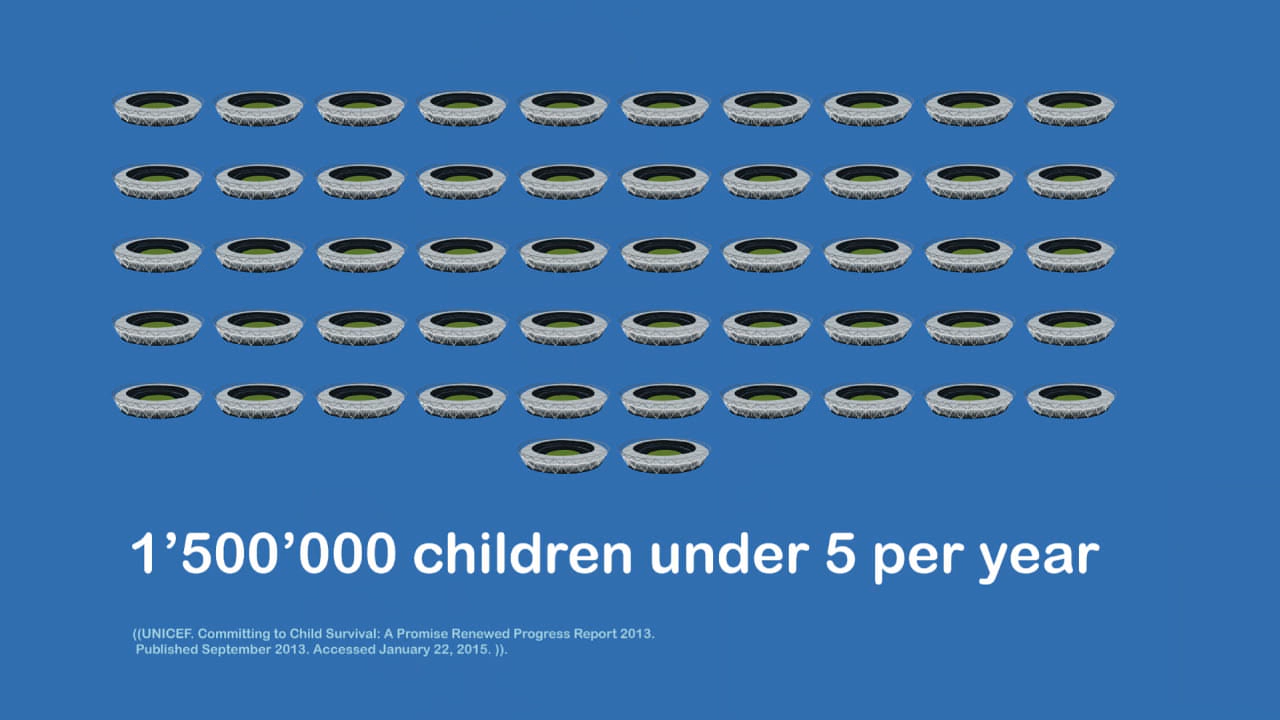 1’500’000 children under 5 per year
((UNICEF. Committing to Child Survival: A Promise Renewed Progress Report 2013.
Published September 2013. Accessed January 22, 2015. )).